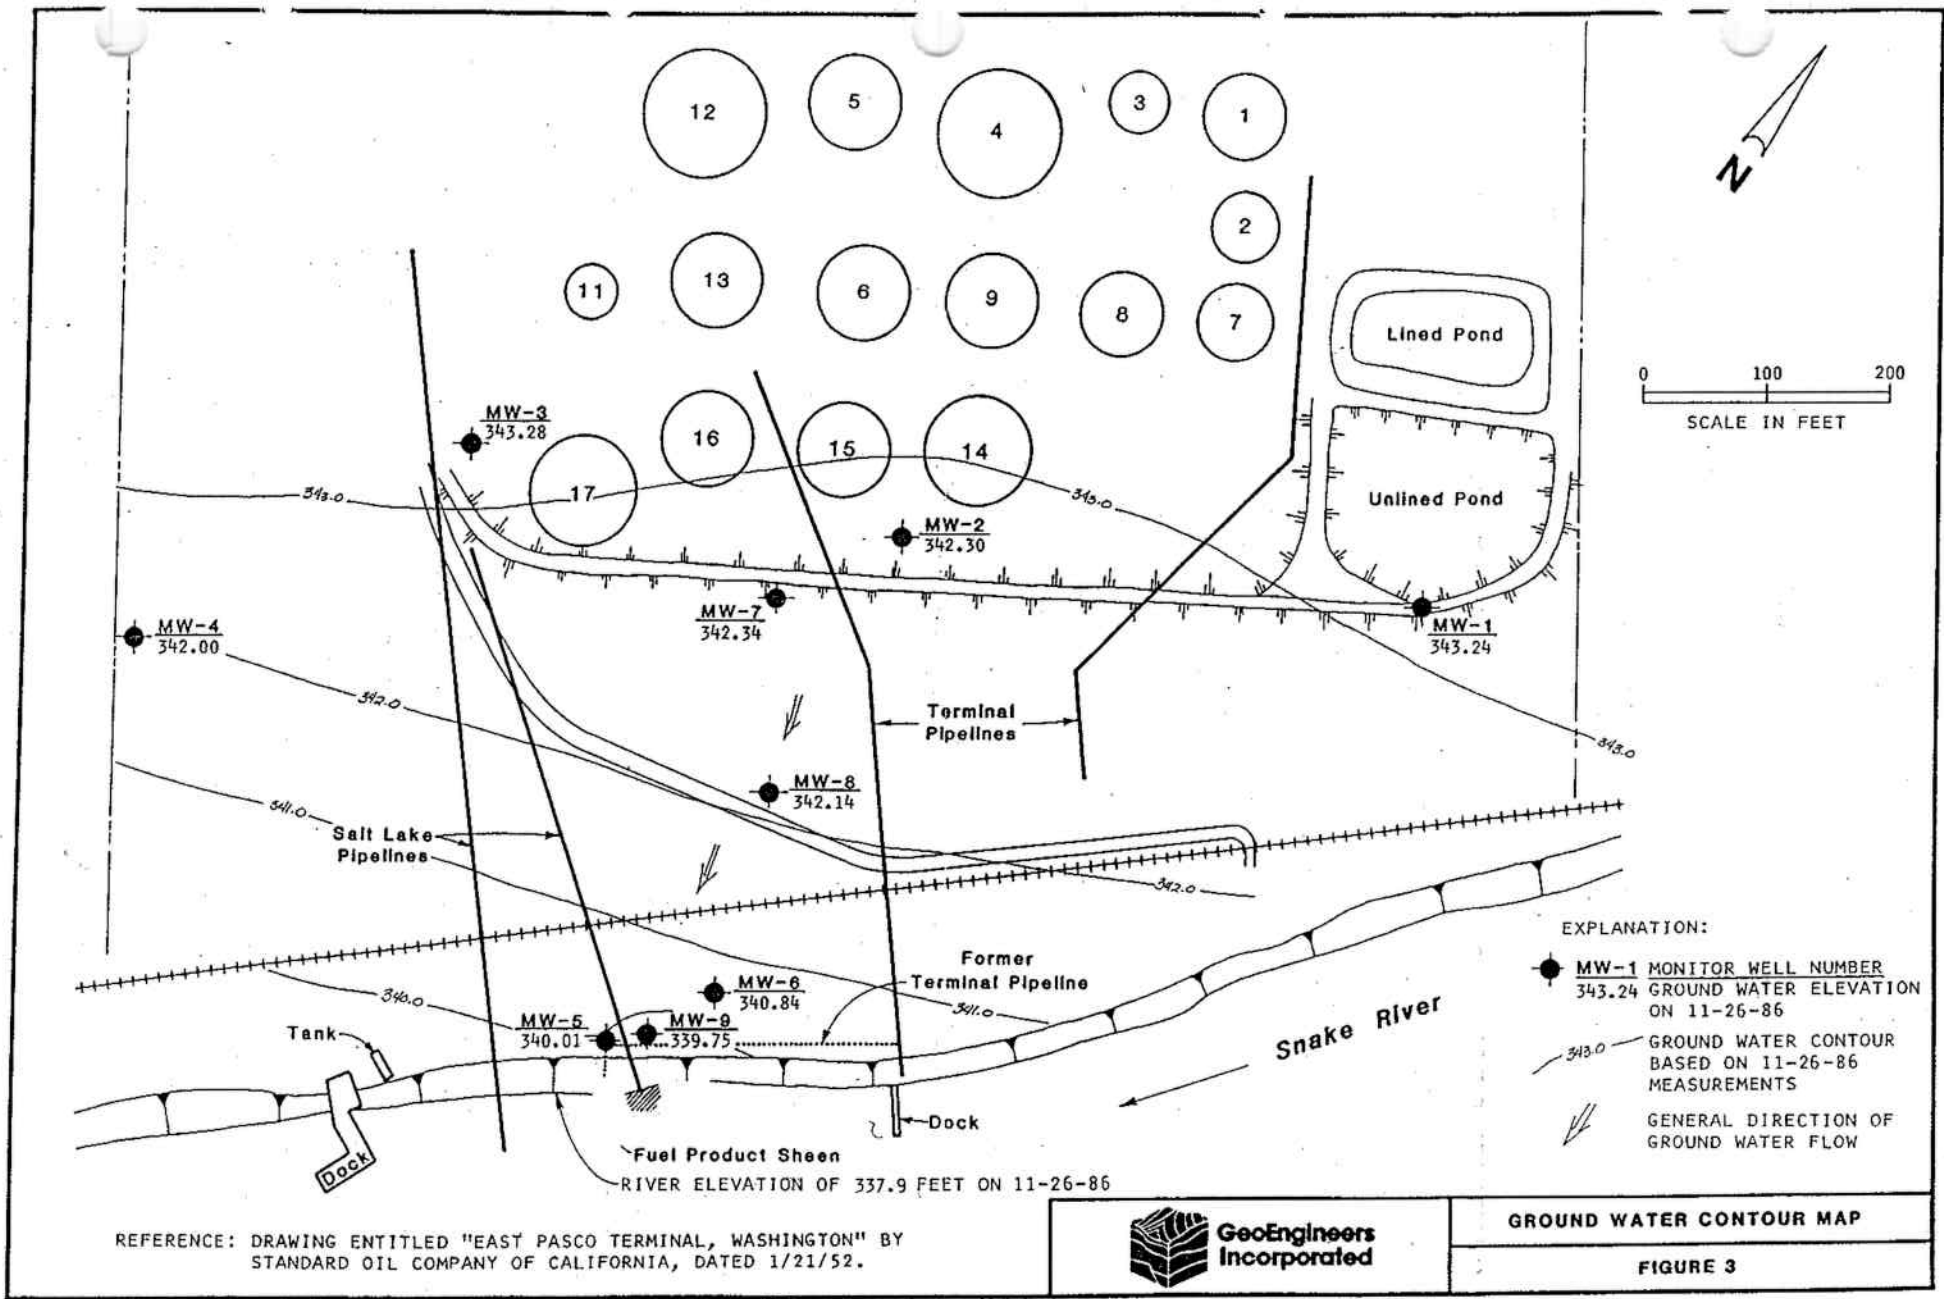 12
5
4
3
1
2
11
13
6
9
8
7
16
15
14
17
N
Lined Pond
Unlined Pond
0 100 200
SCALE IN FEET
MW-3
343.28
MW-2
342.30
MW-7
342.34
MW-1
343.24
MW-4
342.00
MW-8
342.14
MW-6
340.84
MW-5
340.01
MW-9
339.75
343.0
343.0
343.0
342.0
342.0
341.0
341.0
340.0
Terminal
Pipelines
Salt Lake
Pipelines
Former
Terminal Pipeline
Tank
Dock
Dock
Snake River
Fuel Product Sheen
RIVER ELEVATION OF 337.9 FEET ON 11-26-86
EXPLANATION:
MW-1 MONITOR WELL NUMBER
343.24 GROUND WATER ELEVATION
ON 11-26-86
343.0 GROUND WATER CONTOUR
BASED ON 11-26-86
MEASUREMENTS
GENERAL DIRECTION OF
GROUND WATER FLOW
REFERENCE: DRAWING ENTITLED "EAST PASCO TERMINAL, WASHINGTON" BY
STANDARD OIL COMPANY OF CALIFORNIA, DATED 1/21/52.
GeoEngineers
Incorporated
GROUND WATER CONTOUR MAP
FIGURE 3